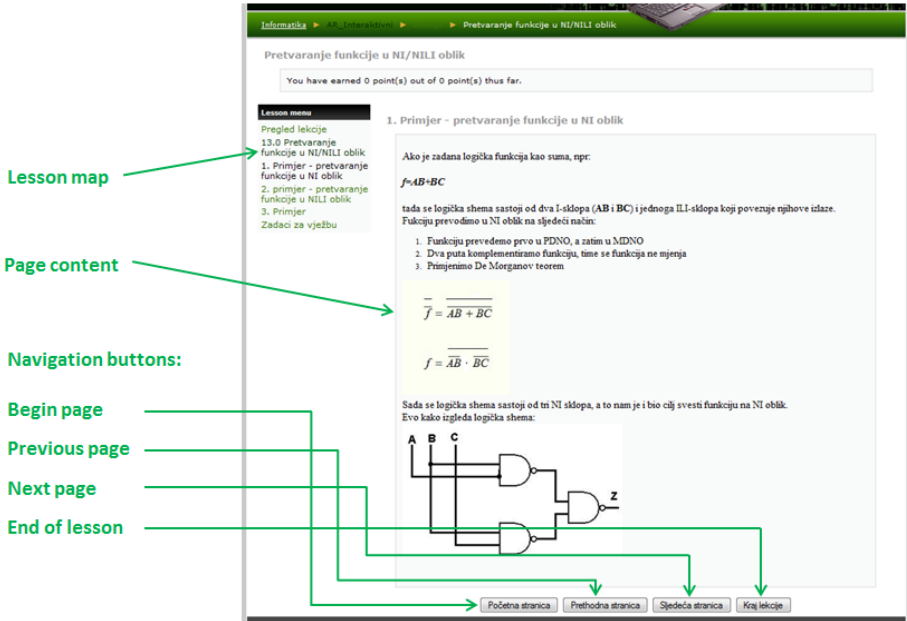 Informatika ► AR_Interaktivni ► ► Pretvaranje funkcije u NI/NILI oblik
Pretvaranje funkcije u NI/NILI oblik
You have earned 0 point(s) out of 0 point(s) thus far.
Lesson menu
Pregled lekcije
13.0 Pretvaranje
funkcije u NI/NILI oblik
1. Primjer - pretvaranje
funkcije u NI oblik
2. primjer - pretvaranje
funkcije u NILI oblik
3. Primjer
Zadaci za vježbu
Lesson map
Page content
Navigation buttons:
Begin page
Previous page
Next page
End of lesson
1. Primjer - pretvaranje funkcije u NI oblik
Ako je zadana logička funkcija kao suma, npr:
f=AB+BC
tada se logička shema sastoji od dva I-sklopa (AB i BC) i jednoga ILI-sklopa koji povezuje njihove izlaze.
Fukciju prevodimo u NI oblik na sljedeći način:
1. Funkciju prevedemo prvo u PDNO, a zatim u MDNO
2. Dva puta komplementiramo funkciju, time se funkcija ne mjenja
3. Primjenimo De Morganov teorem
f̿ = \overline{\overline{AB + BC}}
f = \overline{\overline{AB} · \overline{BC}}
Sada se logička shema sastoji od tri NI sklopa, a to nam je i bio cilj svesti funkciju na NI oblik.
Evo kako izgleda logička shema:
A B C
Z
Početna stranica Prethodna stranica Sljedeća stranica Kraj lekcije